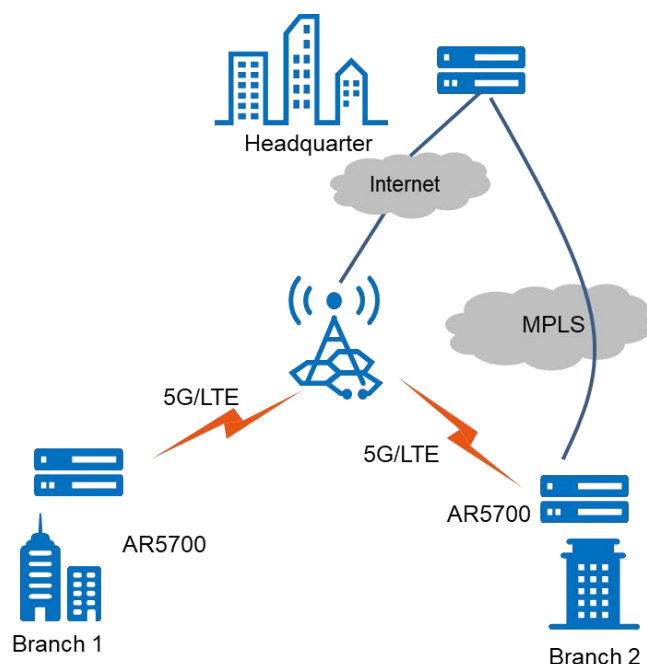 Headquarter
Internet
MPLS
5G/LTE
5G/LTE
AR5700
AR5700
Branch 1
Branch 2